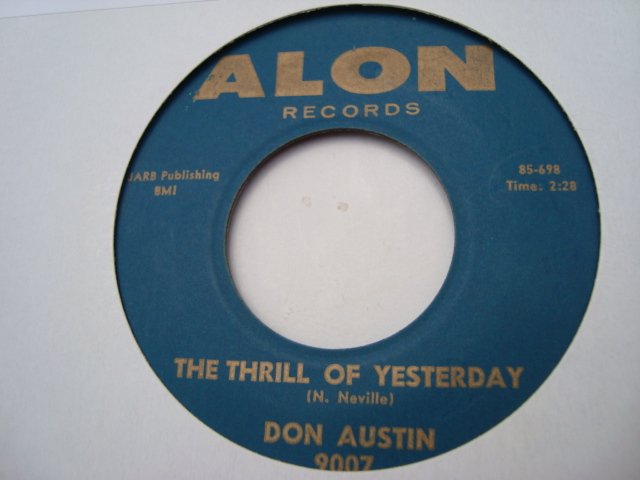 ALON
RECORDS
JARB Publishing
BMI
85-698
Time: 2:28
THE THRILL OF YESTERDAY
(N. Neville)
DON AUSTIN
9007